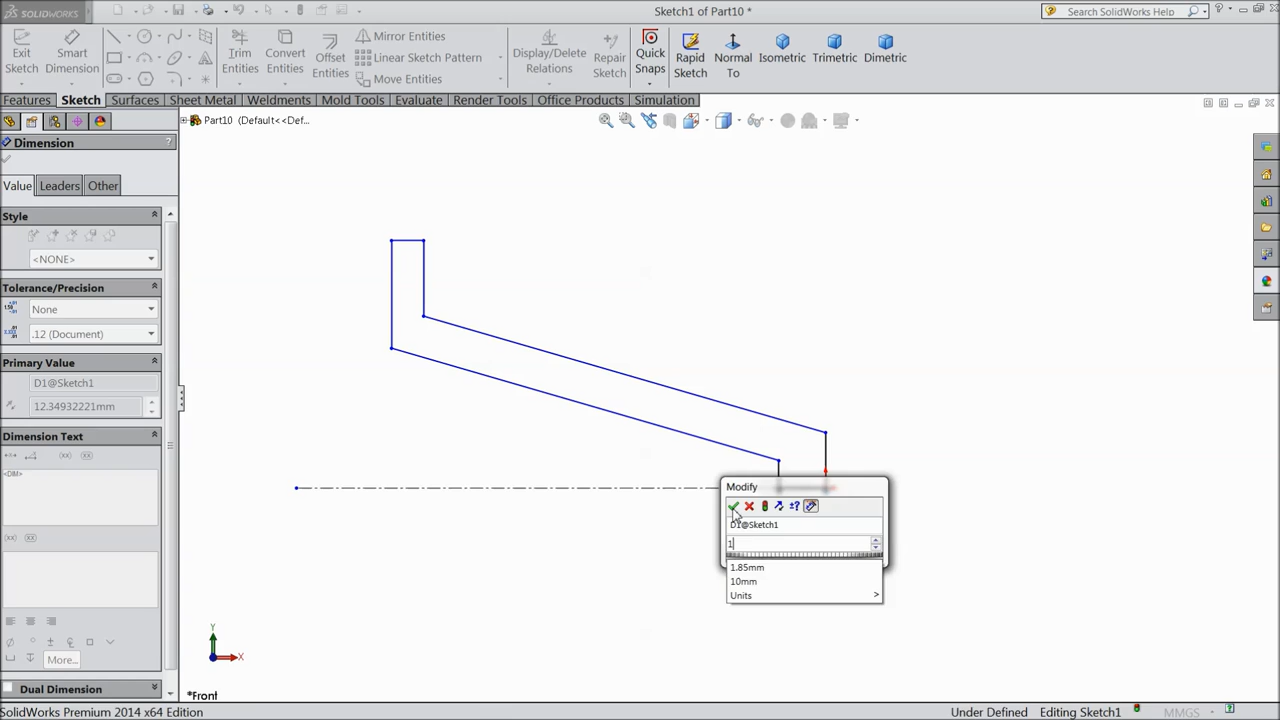 SOLIDWORKS
Sketch1 of Part10 *
Search SolidWorks Help
Exit Sketch
Smart Dimension
Trim Entities
Convert Entities
Offset Entities
Mirror Entities
Linear Sketch Pattern
Move Entities
Display/Delete Relations
Repair Sketch
Quick Snaps
Rapid Sketch
Normal To
Isometric
Trimetric
Dimetric
Features
Sketch
Surfaces
Sheet Metal
Weldments
Mold Tools
Evaluate
Render Tools
Office Products
Simulation
Part10 (Default<<Def...
Dimension
?
Value
Leaders
Other
Style
<NONE>
Tolerance/Precision
None
.12 (Document)
Primary Value
D1@Sketch1
12.34932221mm
Dimension Text
<DIM>
More...
Dual Dimension
Modify
D1@Sketch1
1
1.85mm
10mm
Units >
Y
X
*Front
SolidWorks Premium 2014 x64 Edition
Under Defined
Editing Sketch1
MMGS